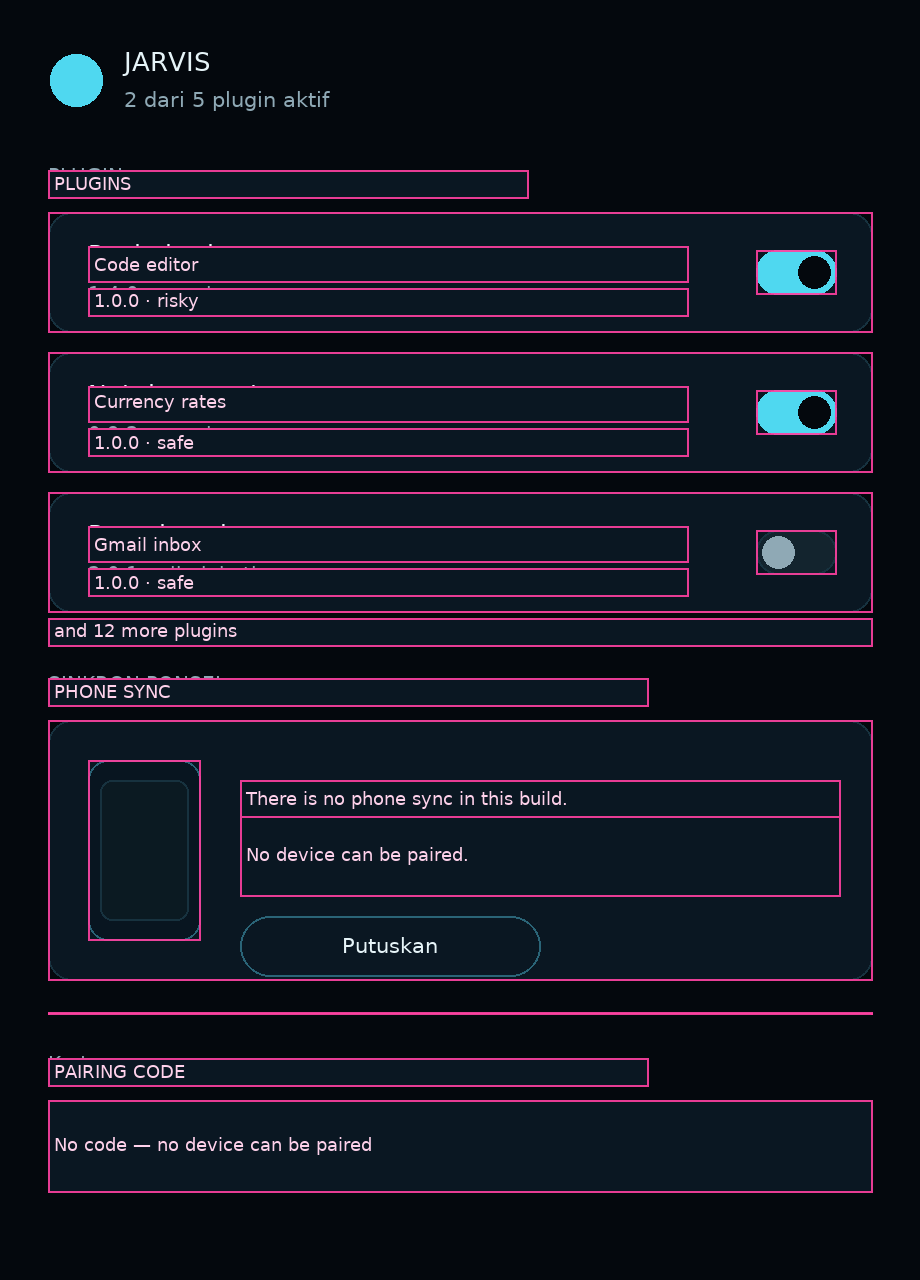 JARVIS
2 dari 5 plugin aktif
PLUGINS
Code editor
1.0.0 · risky
Currency rates
1.0.0 · safe
Gmail inbox
1.0.0 · safe
and 12 more plugins
PHONE SYNC
There is no phone sync in this build.
No device can be paired.
Putuskan
PAIRING CODE
No code — no device can be paired